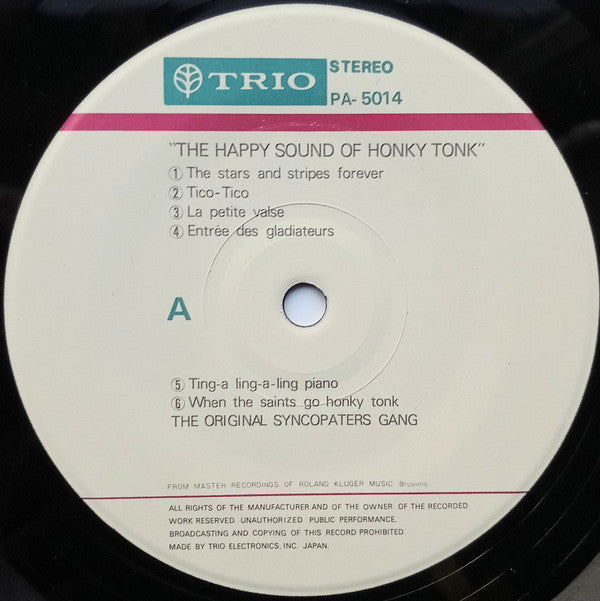 TRIO STEREO
PA-5014
"THE HAPPY SOUND OF HONKY TONK"
① The stars and stripes forever
② Tico-Tico
③ La petite valse
④ Entrée des gladiateurs
A
⑤ Ting-a ling-a-ling piano
⑥ When the saints go honky tonk
THE ORIGINAL SYNCOPATERS GANG
FROM MASTER RECORDINGS OF ROLAND KLUGER MUSIC, Brussels
ALL RIGHTS OF THE MANUFACTURER AND OF THE OWNER OF THE RECORDED
WORK RESERVED. UNAUTHORIZED PUBLIC PERFORMANCE,
BROADCASTING AND COPYING OF THIS RECORD PROHIBITED.
MADE BY TRIO ELECTRONICS, INC. JAPAN.